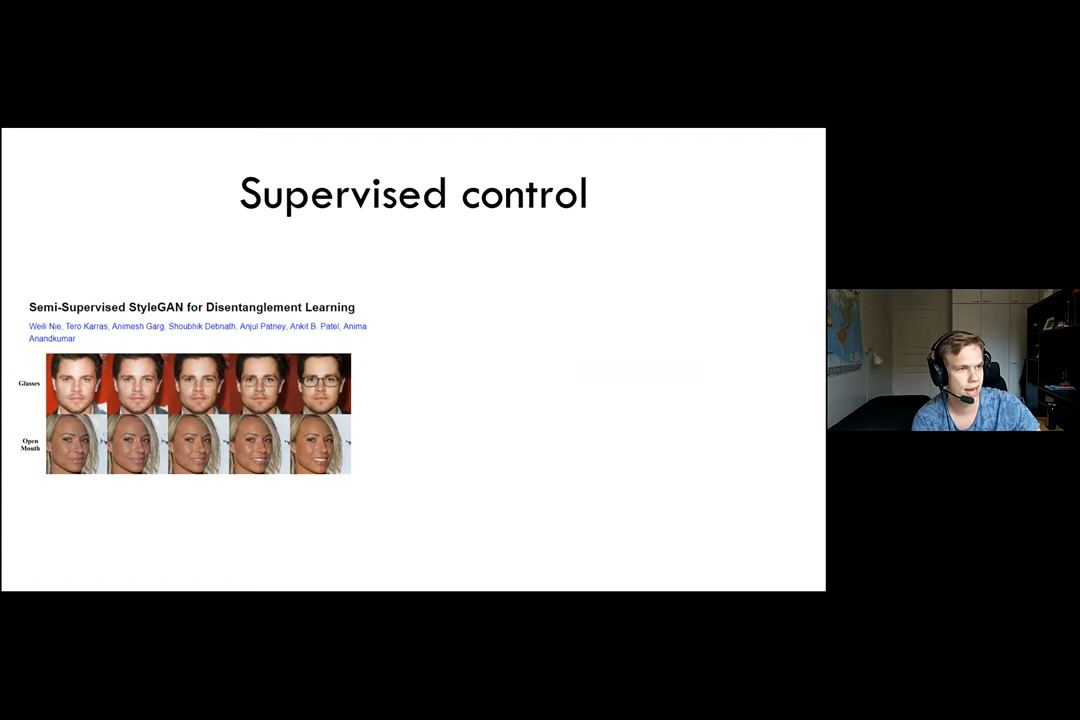 Supervised control
Semi-Supervised StyleGAN for Disentanglement Learning
Weili Nie, Tero Karras, Animesh Garg, Shoubhik Debnath, Anjul Patney, Ankit B. Patel, Anima
Anandkumar
Glasses
Open
Mouth